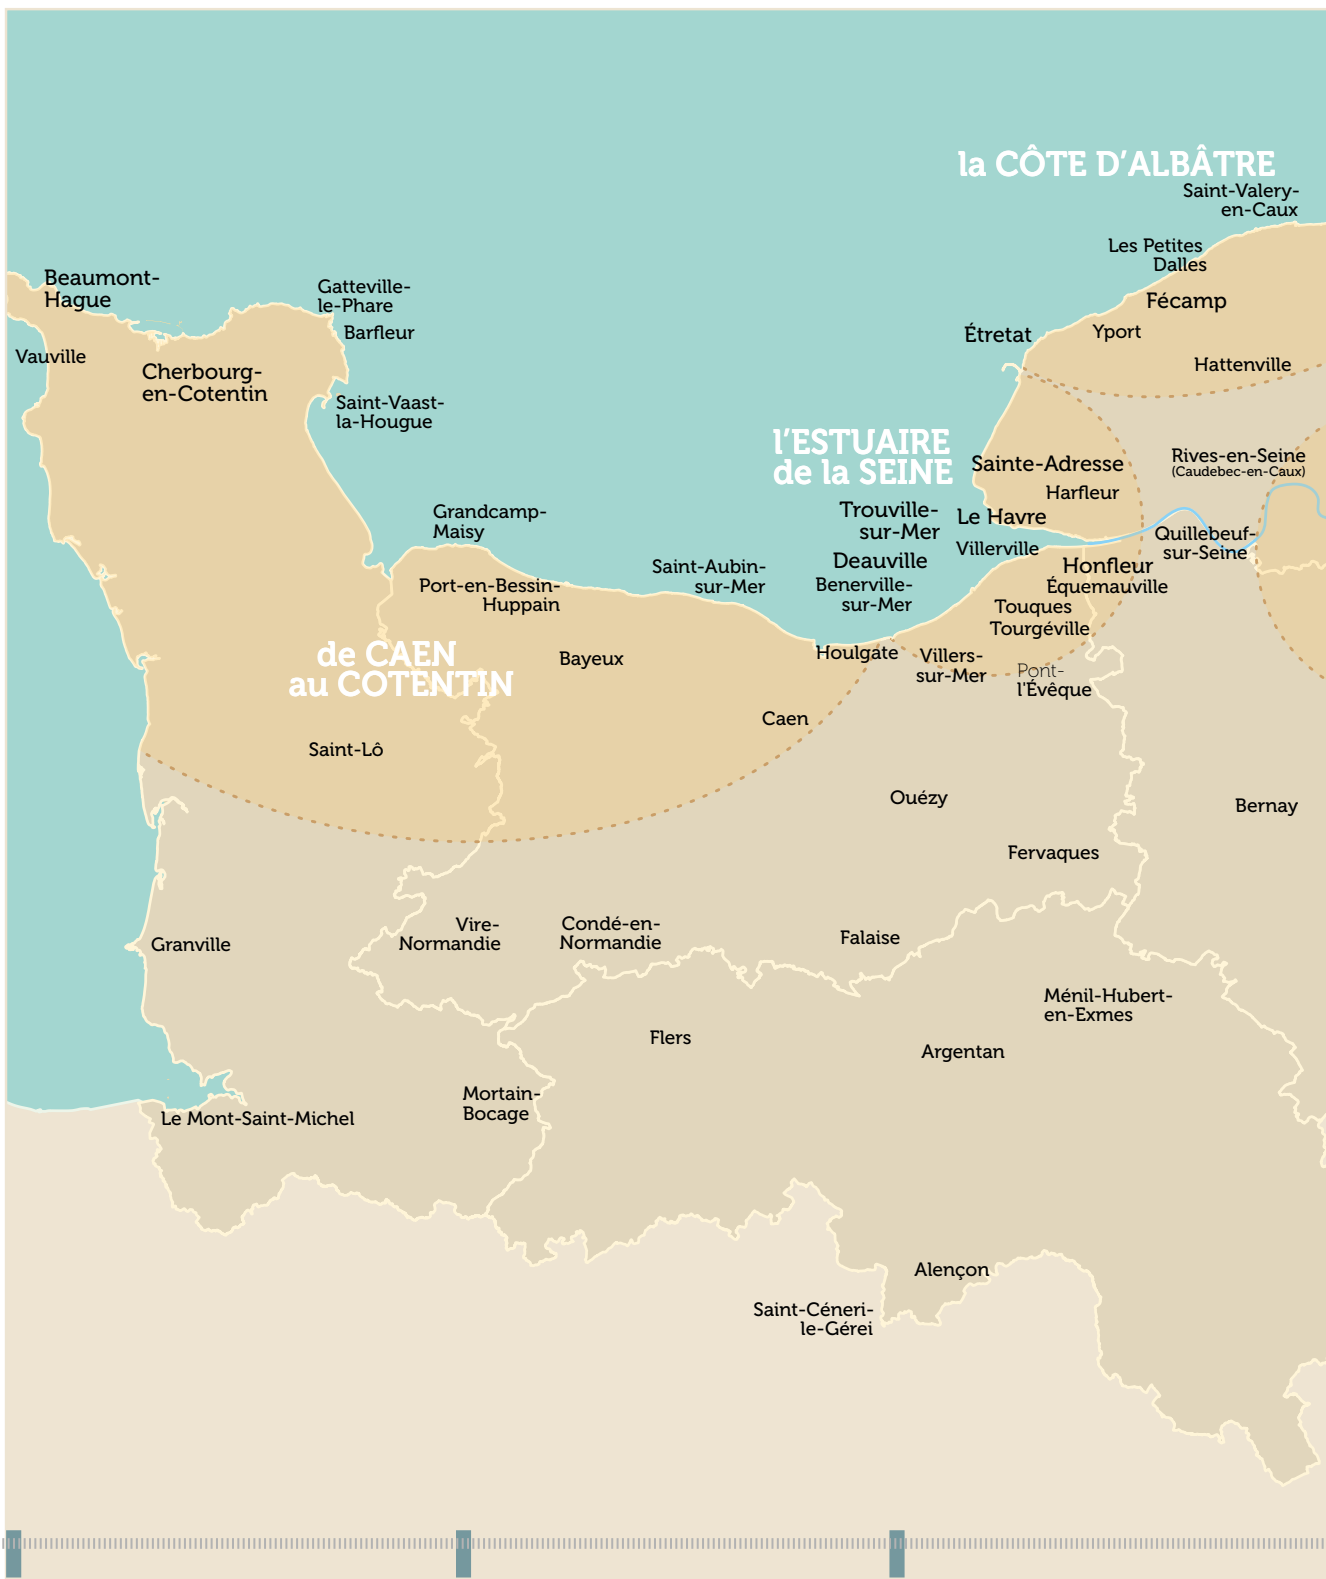 la CÔTE D'ALBÂTRE
Saint-Valery-
en-Caux
Les Petites
Dalles
Fécamp
Étretat
Yport
Hattenville
Beaumont-
Hague
Gatteville-
le-Phare
Barfleur
Vauville
Cherbourg-
en-Cotentin
Saint-Vaast-
la-Hougue
l'ESTUAIRE
de la SEINE
Sainte-Adresse
Harfleur
Rives-en-Seine
(Caudebec-en-Caux)
Trouville-
sur-Mer
Le Havre
Villerville
Quillebeuf-
sur-Seine
Grandcamp-
Maisy
Deauville
Honfleur
Équemauville
Saint-Aubin-
sur-Mer
Benerville-
sur-Mer
Port-en-Bessin-
Huppain
Touques
Tourgéville
Houlgate
Villers-
sur-Mer
Pont-
l'Évêque
de CAEN
au COTENTIN
Bayeux
Caen
Saint-Lô
Ouézy
Bernay
Fervaques
Granville
Vire-
Normandie
Condé-en-
Normandie
Falaise
Ménil-Hubert-
en-Exmes
Flers
Argentan
Mortain-
Bocage
Le Mont-Saint-Michel
Alençon
Saint-Céneri-
le-Gérei